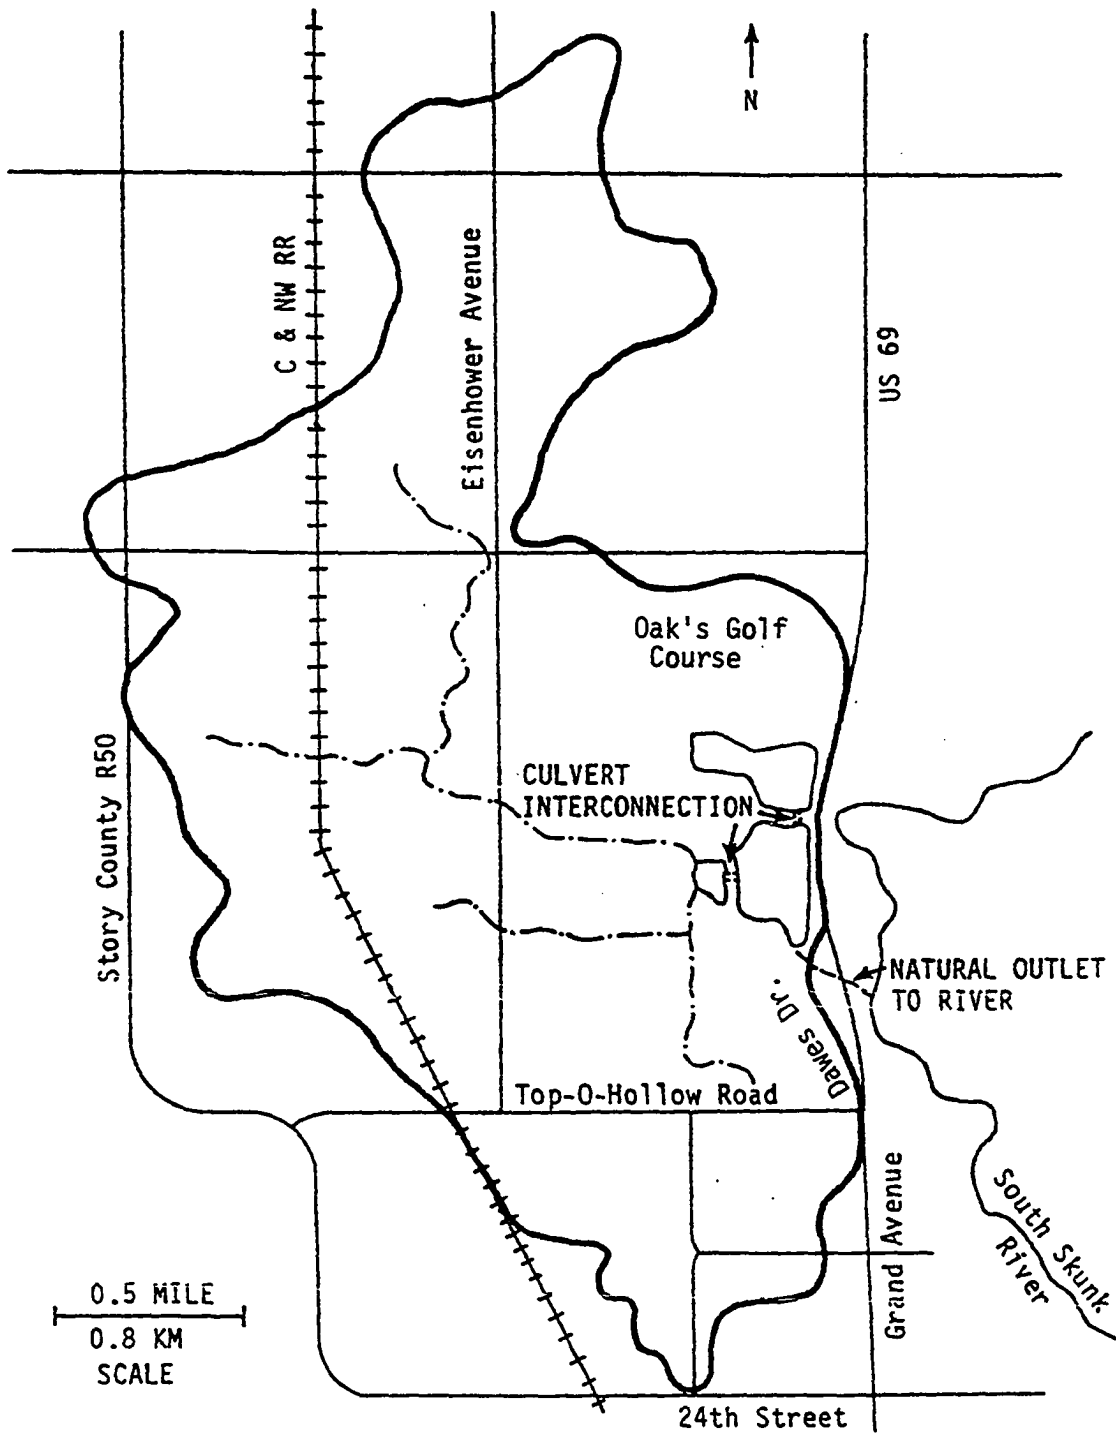 N
C & NW RR
Eisenhower Avenue
US 69
Oak's Golf
Course
Story County R50
CULVERT
INTERCONNECTION
NATURAL OUTLET
TO RIVER
Dawes Dr.
Top-O-Hollow Road
South Skunk
River
Grand Avenue
0.5 MILE
0.8 KM
SCALE
24th Street